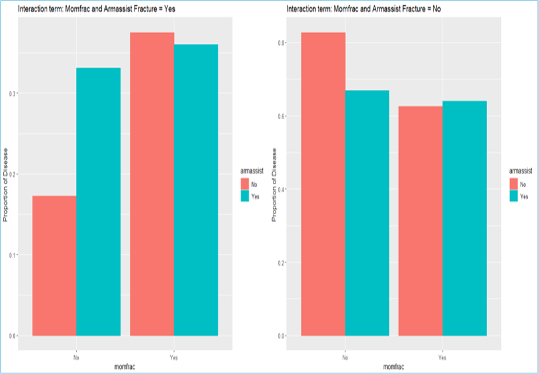 Interaction term: Momfrac and Armassist Fracture = Yes
Proportion of Disease
0.3
0.2
0.1
0.0
No
Yes
momfrac
armassist
No
Yes
Interaction term: Momfrac and Armassist Fracture = No
Proportion of Disease
0.8
0.6
0.4
0.2
0.0
No
Yes
momfrac
armassist
No
Yes